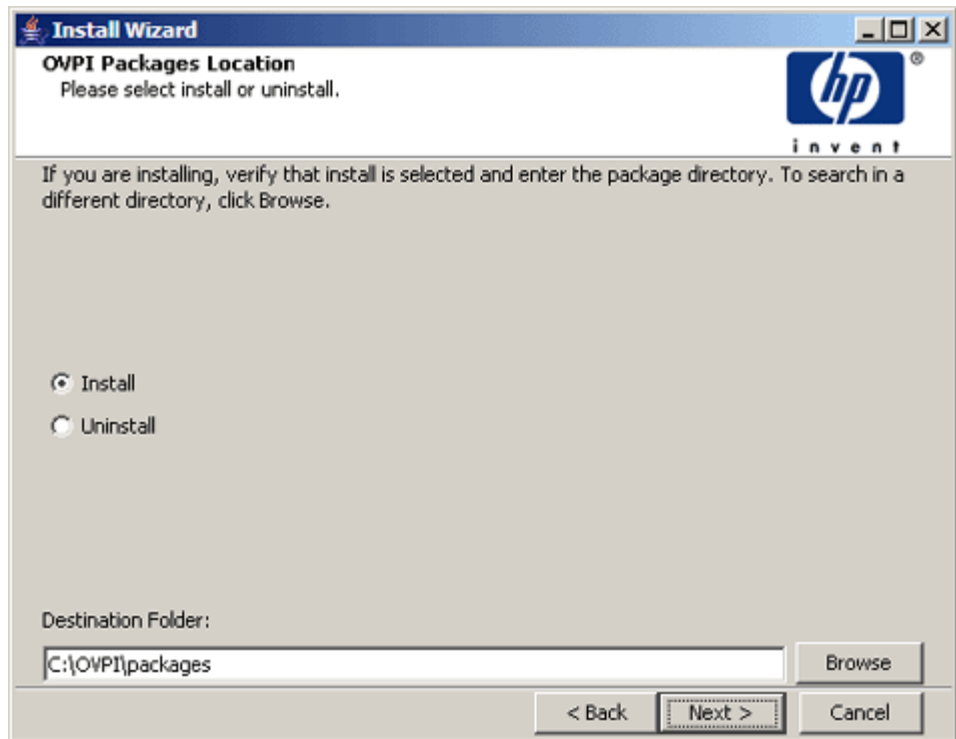 Install Wizard
OVPI Packages Location
Please select install or uninstall.
hp
®
invent
If you are installing, verify that install is selected and enter the package directory. To search in a
different directory, click Browse.
Install
Uninstall
Destination Folder:
C:\OVPI\packages
Browse
< Back
Next >
Cancel